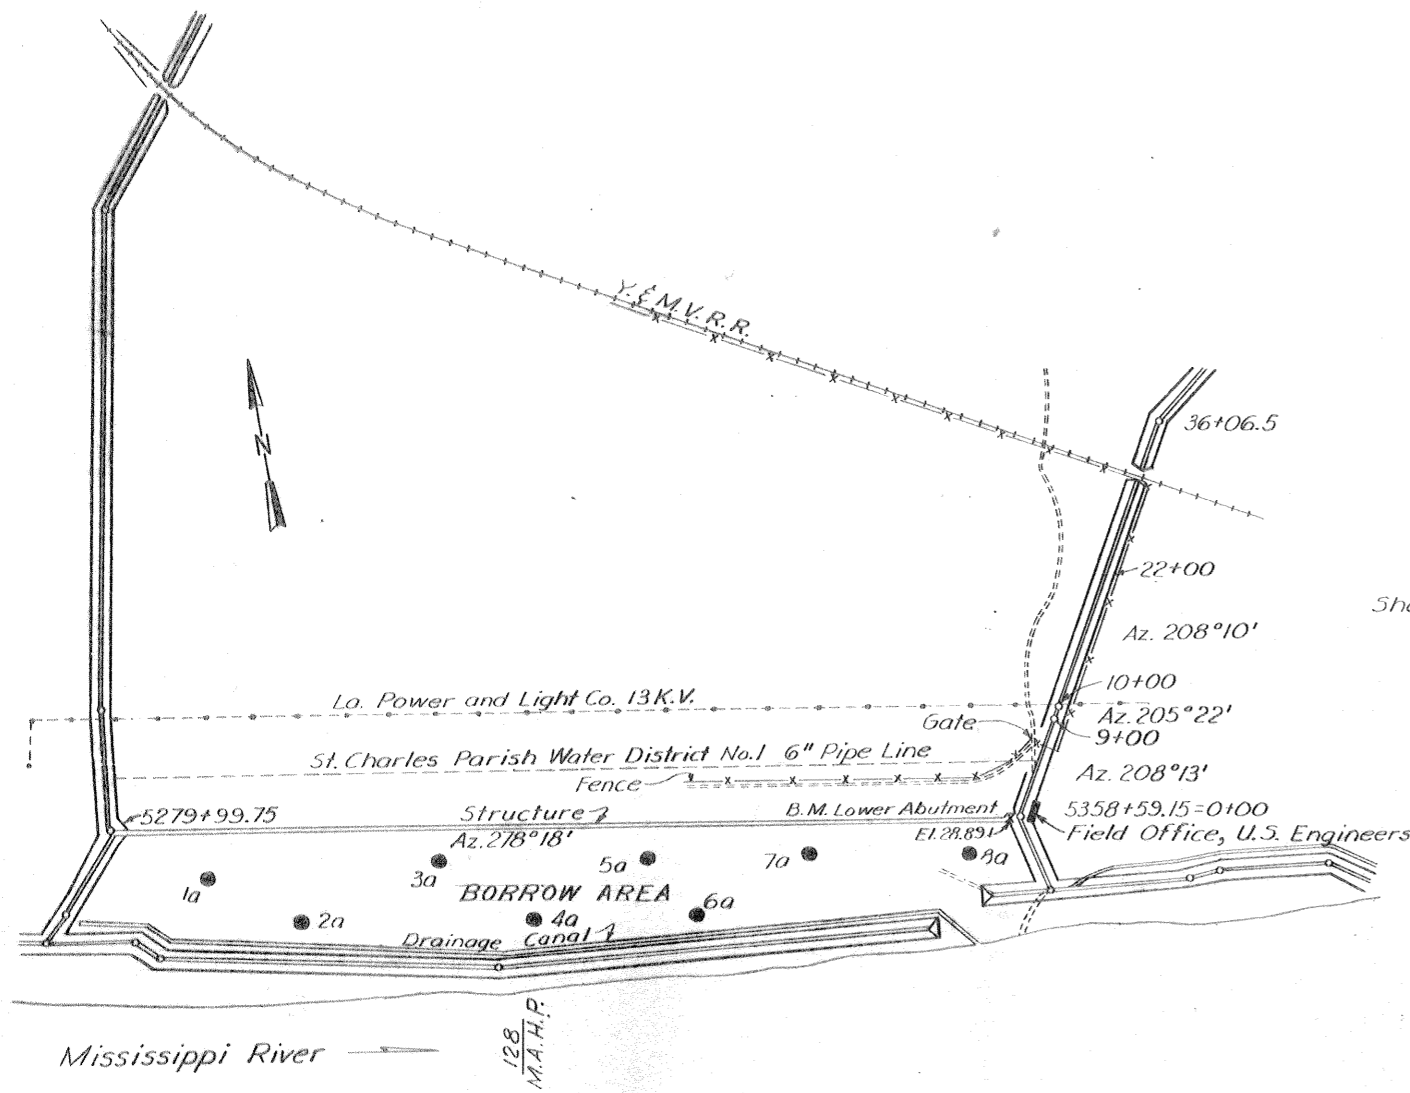 Y. & M.V. R.R.
36+06.5
N
22+00
Sh
Az. 208°10'
10+00
La. Power and Light Co. 13 K.V.
Az. 205°22'
Gate
9+00
St. Charles Parish Water District No.1 6" Pipe Line
Az. 208°13'
Fence
5279+99.75
Structure
B.M. Lower Abutment
5358+59.15=0+00
El. 28.891
Field Office, U.S. Engineers
Az. 278°18'
1a
3a
5a
7a
8a
BORROW AREA
2a
4a
6a
Drainage Canal
128
M.A.H.P.
Mississippi River